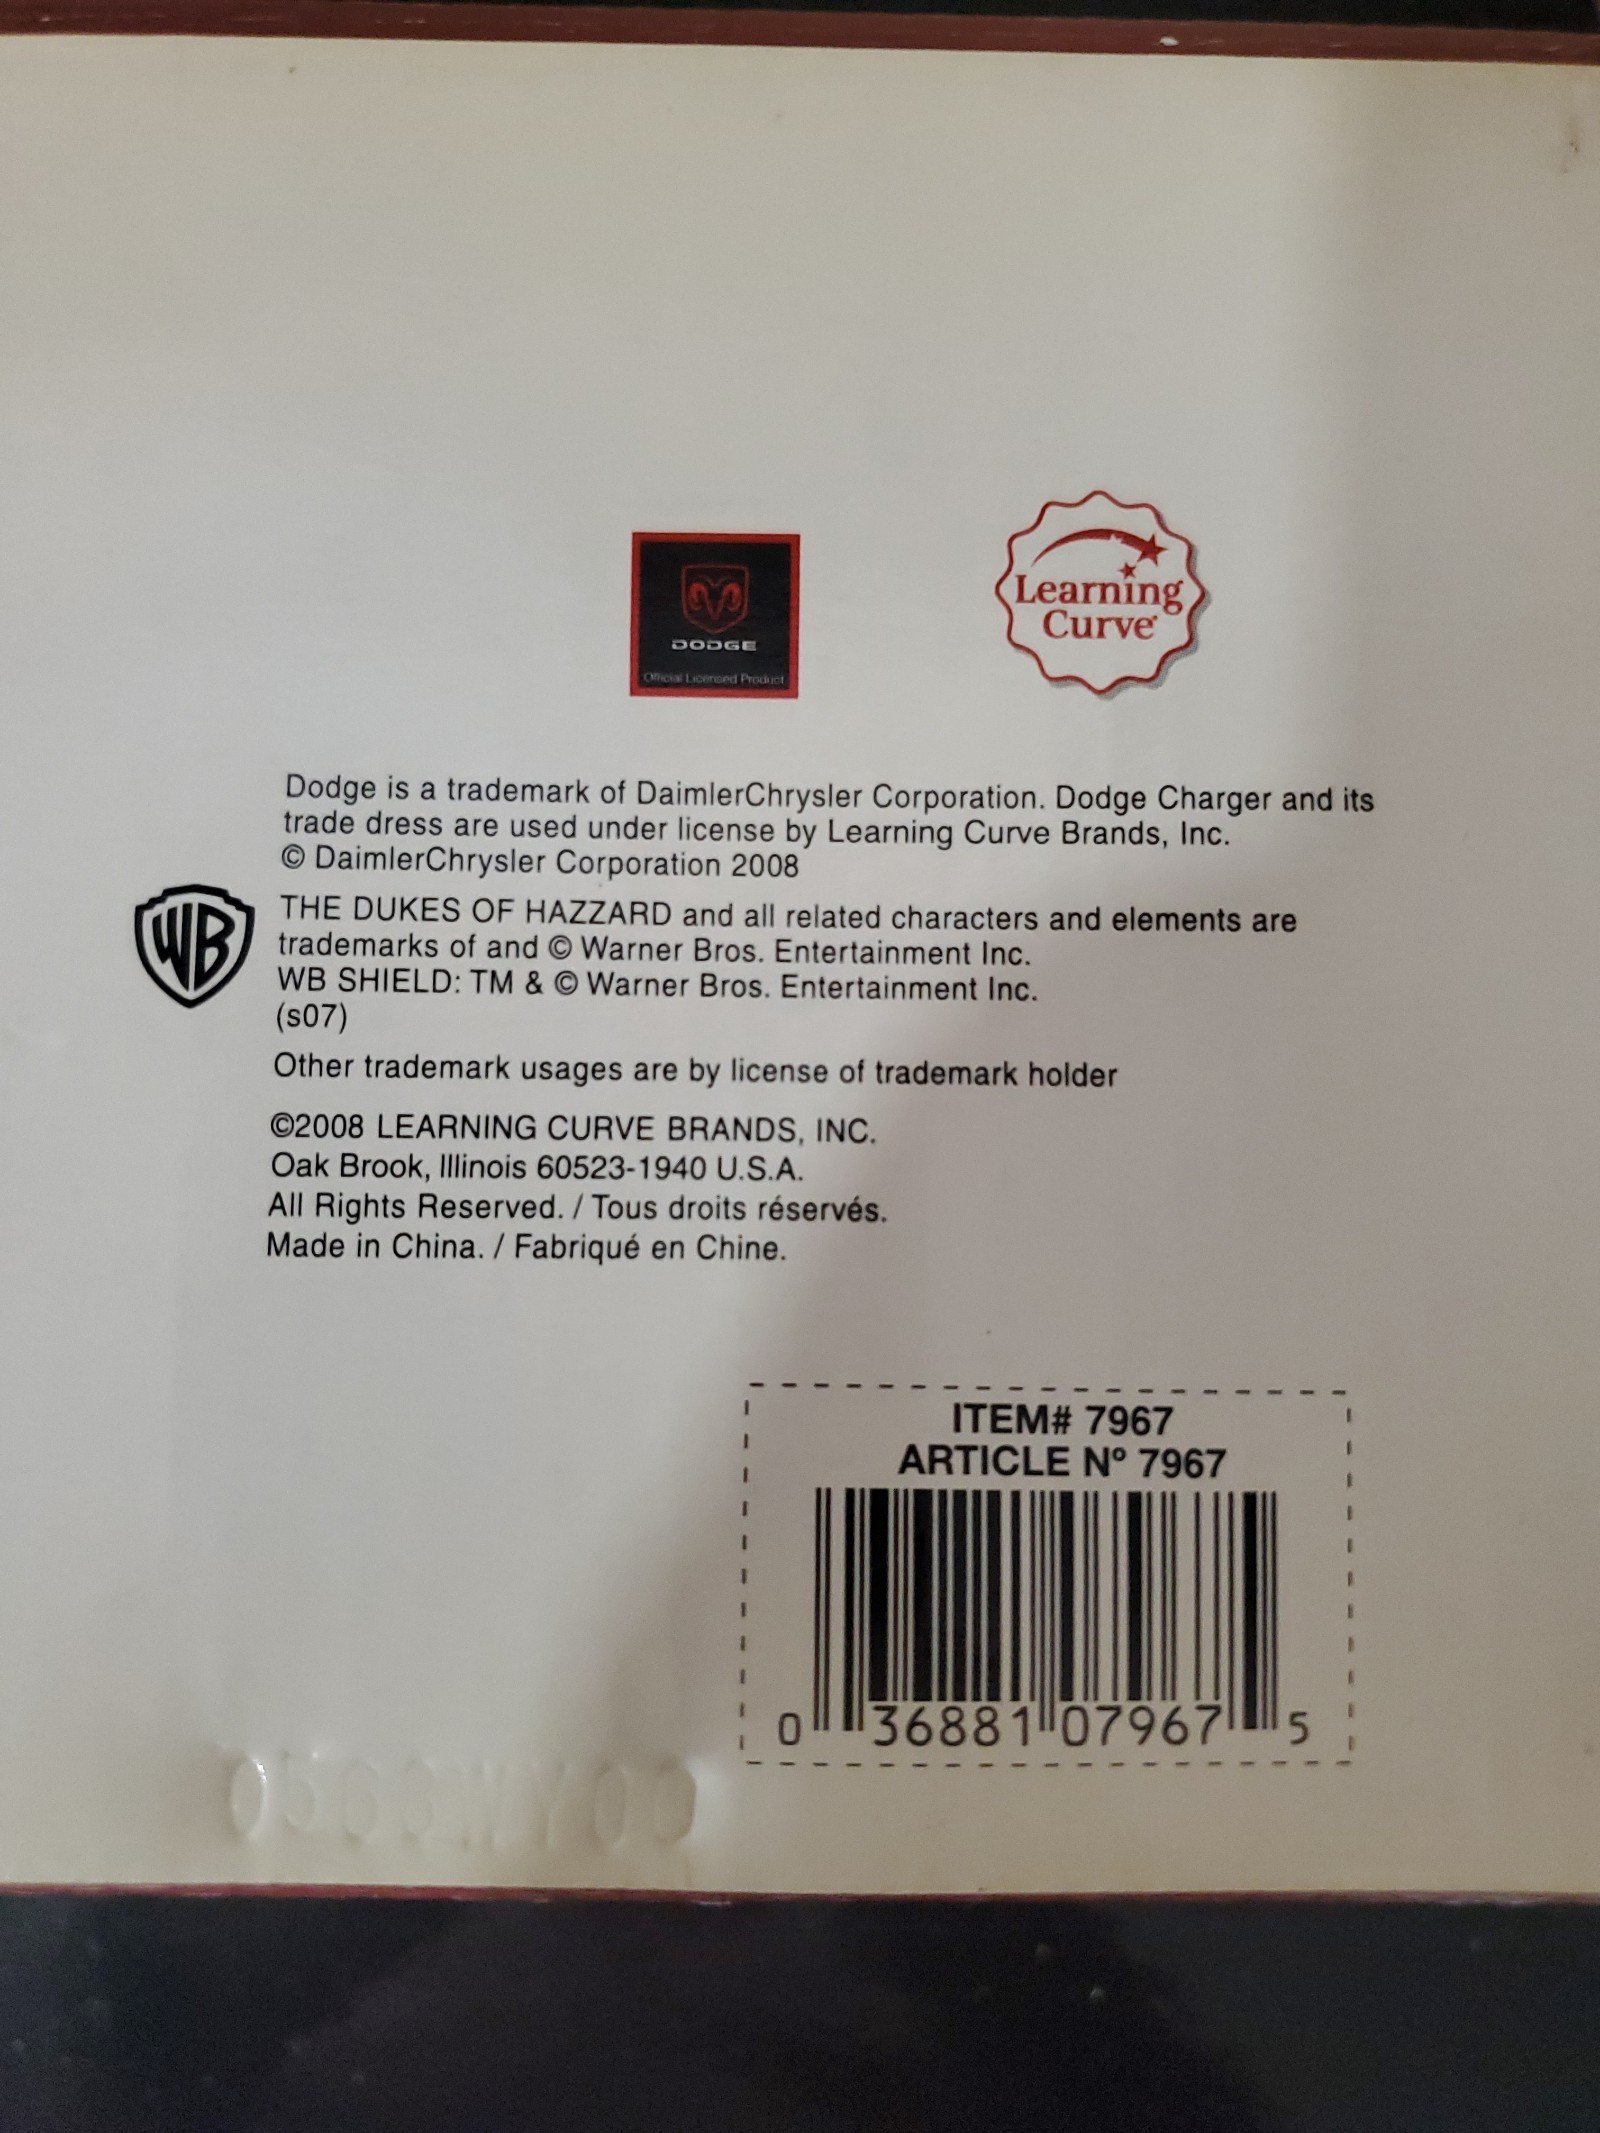 DODGE
Official Licensed Product
Learning
Curve
Dodge is a trademark of DaimlerChrysler Corporation. Dodge Charger and its
trade dress are used under license by Learning Curve Brands, Inc.
© DaimlerChrysler Corporation 2008
WB
THE DUKES OF HAZZARD and all related characters and elements are
trademarks of and © Warner Bros. Entertainment Inc.
WB SHIELD: TM & © Warner Bros. Entertainment Inc.
(s07)
Other trademark usages are by license of trademark holder
©2008 LEARNING CURVE BRANDS, INC.
Oak Brook, Illinois 60523-1940 U.S.A.
All Rights Reserved. / Tous droits réservés.
Made in China. / Fabriqué en Chine.
ITEM# 7967
ARTICLE Nº 7967
0 36881 07967 5